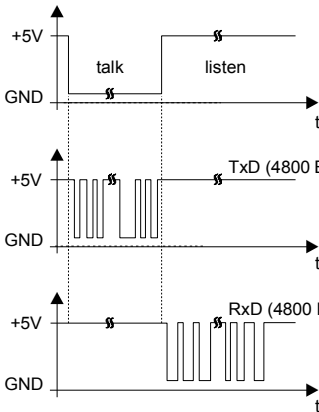 +5V
talk
listen
GND
t
+5V
TxD (4800
GND
t
+5V
RxD (4800
GND
t